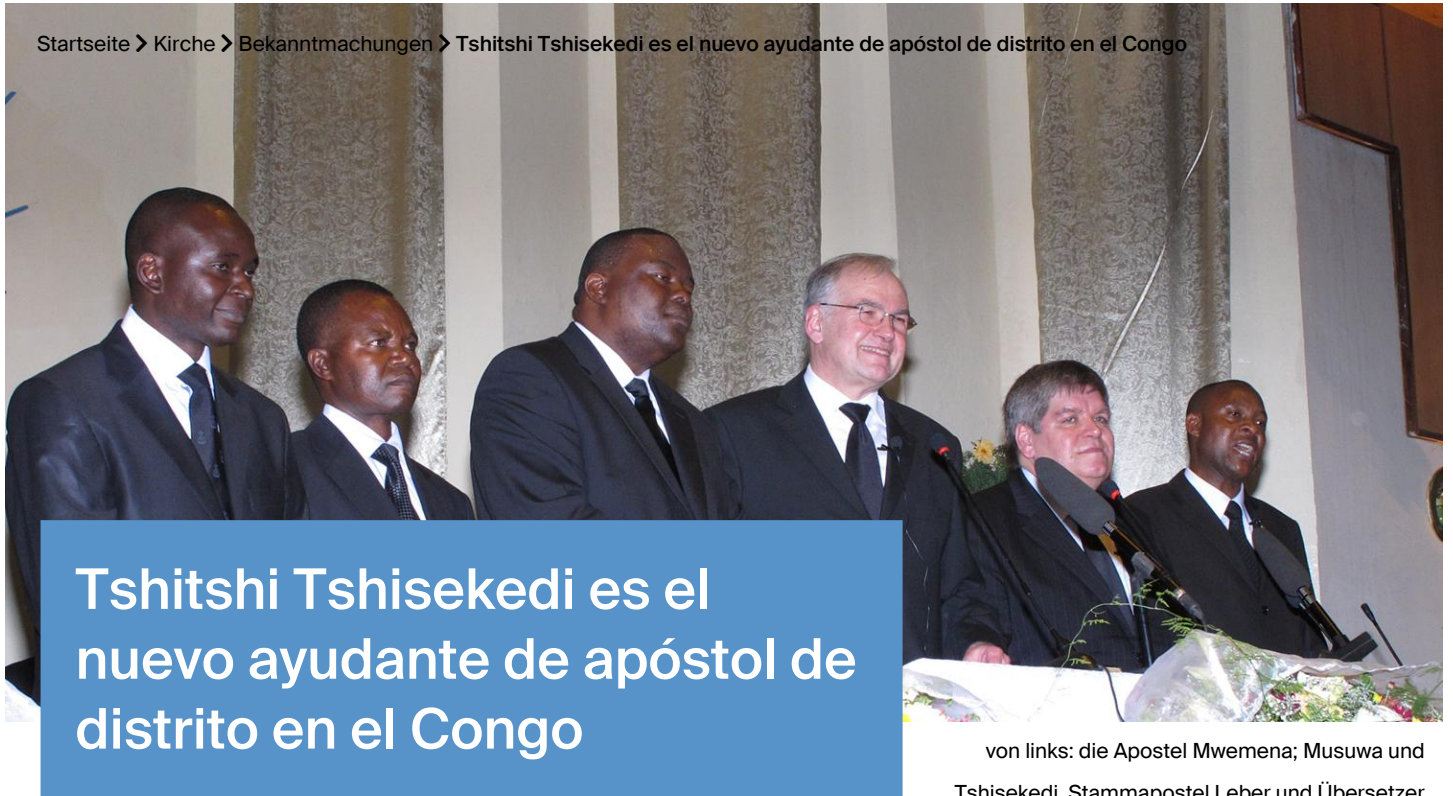 Startseite > Kirche > Bekanntmachungen > Tshitshi Tshisekedi es el nuevo ayudante de apóstol de distrito en el Congo
Tshitshi Tshisekedi es el
nuevo ayudante de apóstol de
distrito en el Congo
von links: die Apostel Mwemena; Musuwa und
Tshisekedi, Stammapostel Leber und Übersetzer